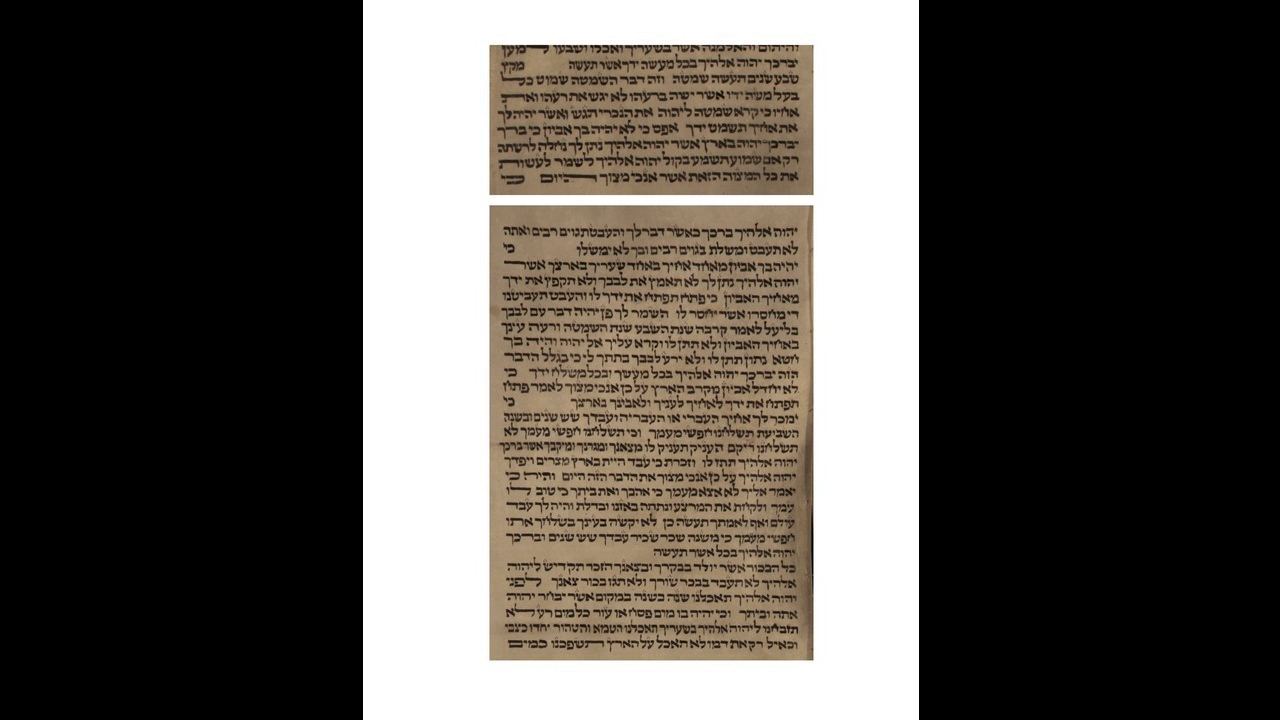 והיתום והאלמנה אשר בשעריך ואכלו ושבעו למען
יברכך יהוה אלהיך בכל מעשה ידך אשר תעשה מקץ
שבע שנים תעשה שמטה וזה דבר השמטה שמוט כל
בעל משה ידו אשר ישה ברעהו לא יגש את רעהו ואת
אחיו כי קרא שמטה ליהוה את הנכרי תגש ואשר יהיה לך
את אחיך תשמט ידך אפס כי לא יהיה בך אביון כי ברך
יברכך יהוה בארץ אשר יהוה אלהיך נתן לך נחלה לרשתה
רק אם שמוע תשמע בקול יהוה אלהיך לשמר לעשות
את כל המצוה הזאת אשר אנכי מצוך היום כי
יהוה אלהיך ברכך כאשר דבר לך והעבטת גוים רבים ואתה
לא תעבט ומשלת בגוים רבים ובך לא ימשלו כי
יהיה בך אביון מאחד אחיך באחד שעריך בארצך אשר
יהוה אלהיך נתן לך לא תאמץ את לבבך ולא תקפץ את ידך
מאחיך האביון כי פתח תפתח את ידך לו והעבט תעביטנו
די מחסרו אשר יחסר לו השמר לך פן יהיה דבר עם לבבך
בליעל לאמר קרבה שנת השבע שנת השמטה ורעה עינך
באחיך האביון ולא תתן לו וקרא עליך אל יהוה והיה בך
חטא נתון תתן לו ולא ירע לבבך בתתך לו כי בגלל הדבר
הזה יברכך יהוה אלהיך בכל מעשך ובכל משלח ידך כי
לא יחדל אביון מקרב הארץ על כן אנכי מצוך לאמר פתח
תפתח את ידך לאחיך לעניך ולאבינך בארצך כי
ימכר לך אחיך העברי או העבריה ועבדך שש שנים ובשנה
השביעת תשלחנו חפשי מעמך וכי תשלחנו חפשי מעמך לא
תשלחנו ריקם העניק תעניק לו מצאנך ומגרנך ומיקבך אשר ברכך
יהוה אלהיך תתן לו וזכרת כי עבד היית בארץ מצרים ויפדך
יהוה אלהיך על כן אנכי מצוך את הדבר הזה היום והיה כי
יאמר אליך לא אצא מעמך כי אהבך ואת ביתך כי טוב לו
עמך ולקחת את המרצע ונתתה באזנו ובדלת והיה לך עבד
עולם ואף לאמתך תעשה כן לא יקשה בעינך בשלחך אתו
חפשי מעמך כי משנה שכר שכיר עבדך שש שנים וברכך
יהוה אלהיך בכל אשר תעשה
כל הבכור אשר יולד בבקרך ובצאנך הזכר תקדיש ליהוה
אלהיך לא תעבד בבכר שורך ולא תגז בכור צאנך לפני
יהוה אלהיך תאכלנו שנה בשנה במקום אשר יבחר יהוה
אתה וביתך וכי יהיה בו מום פסח או עור כל מום רע לא
תזבחנו ליהוה אלהיך בשעריך תאכלנו הטמא והטהור יחדו כצבי
וכאיל רק את דמו לא תאכל על הארץ תשפכנו כמים